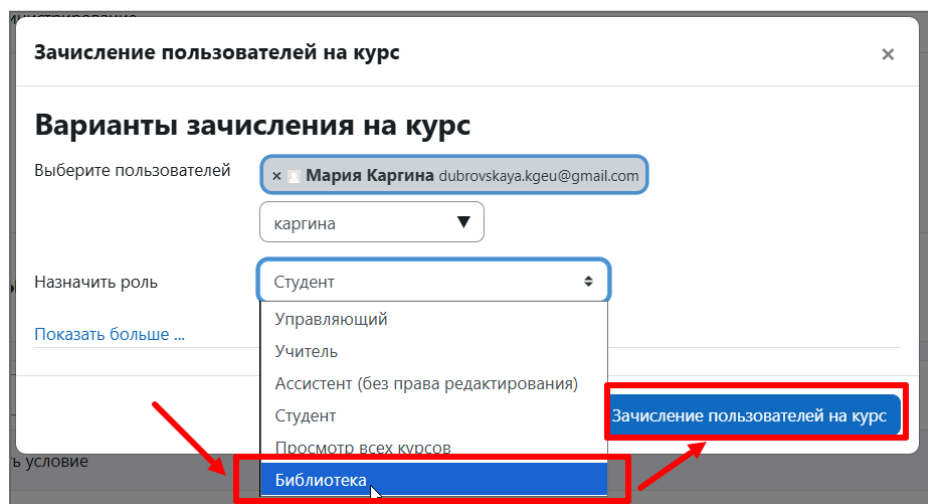 Зачисление пользователей на курс
×
Варианты зачисления на курс
Выберите пользователей
× Мария Каргина dubrovskaya.kgeu@gmail.com
каргина
Назначить роль
Студент
Управляющий
Показать больше ...
Учитель
Ассистент (без права редактирования)
Студент
Зачисление пользователей на курс
Просмотр всех курсов
условие
Библиотека